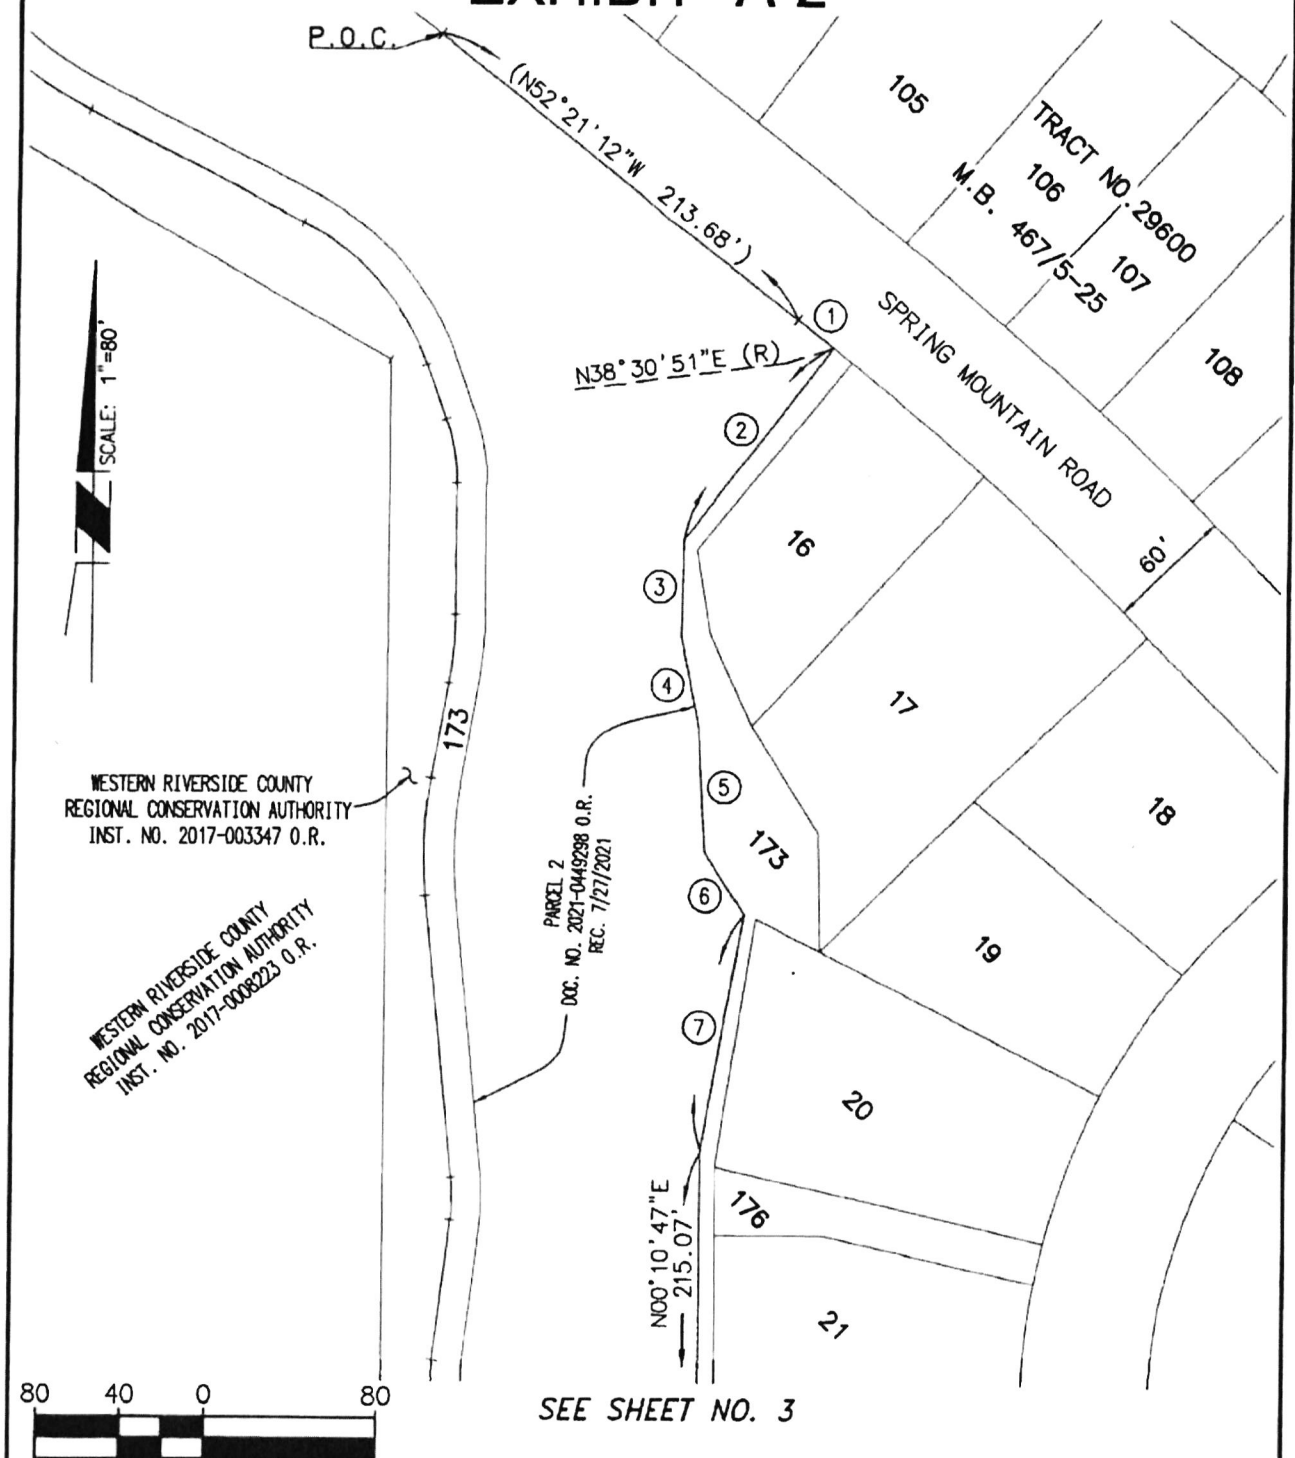 EXHIBIT "A-2"
P.O.C.
(N52°21'12"W 213.68')
105
TRACT NO.29600
106
M.B. 467/5-25
107
108
SCALE: 1"=80'
1
SPRING MOUNTAIN ROAD
N38°30'51"E (R)
2
16
60'
3
4
17
173
WESTERN RIVERSIDE COUNTY
REGIONAL CONSERVATION AUTHORITY
INST. NO. 2017-003347 O.R.
5
18
173
PARCEL 2
DOC. NO. 2021-0449298 O.R.
REC. 7/27/2021
6
19
WESTERN RIVERSIDE COUNTY
REGIONAL CONSERVATION AUTHORITY
INST. NO. 2017-0008223 O.R.
7
20
N00°10'47"E
215.07'
176
21
80 40 0 80
SEE SHEET NO. 3